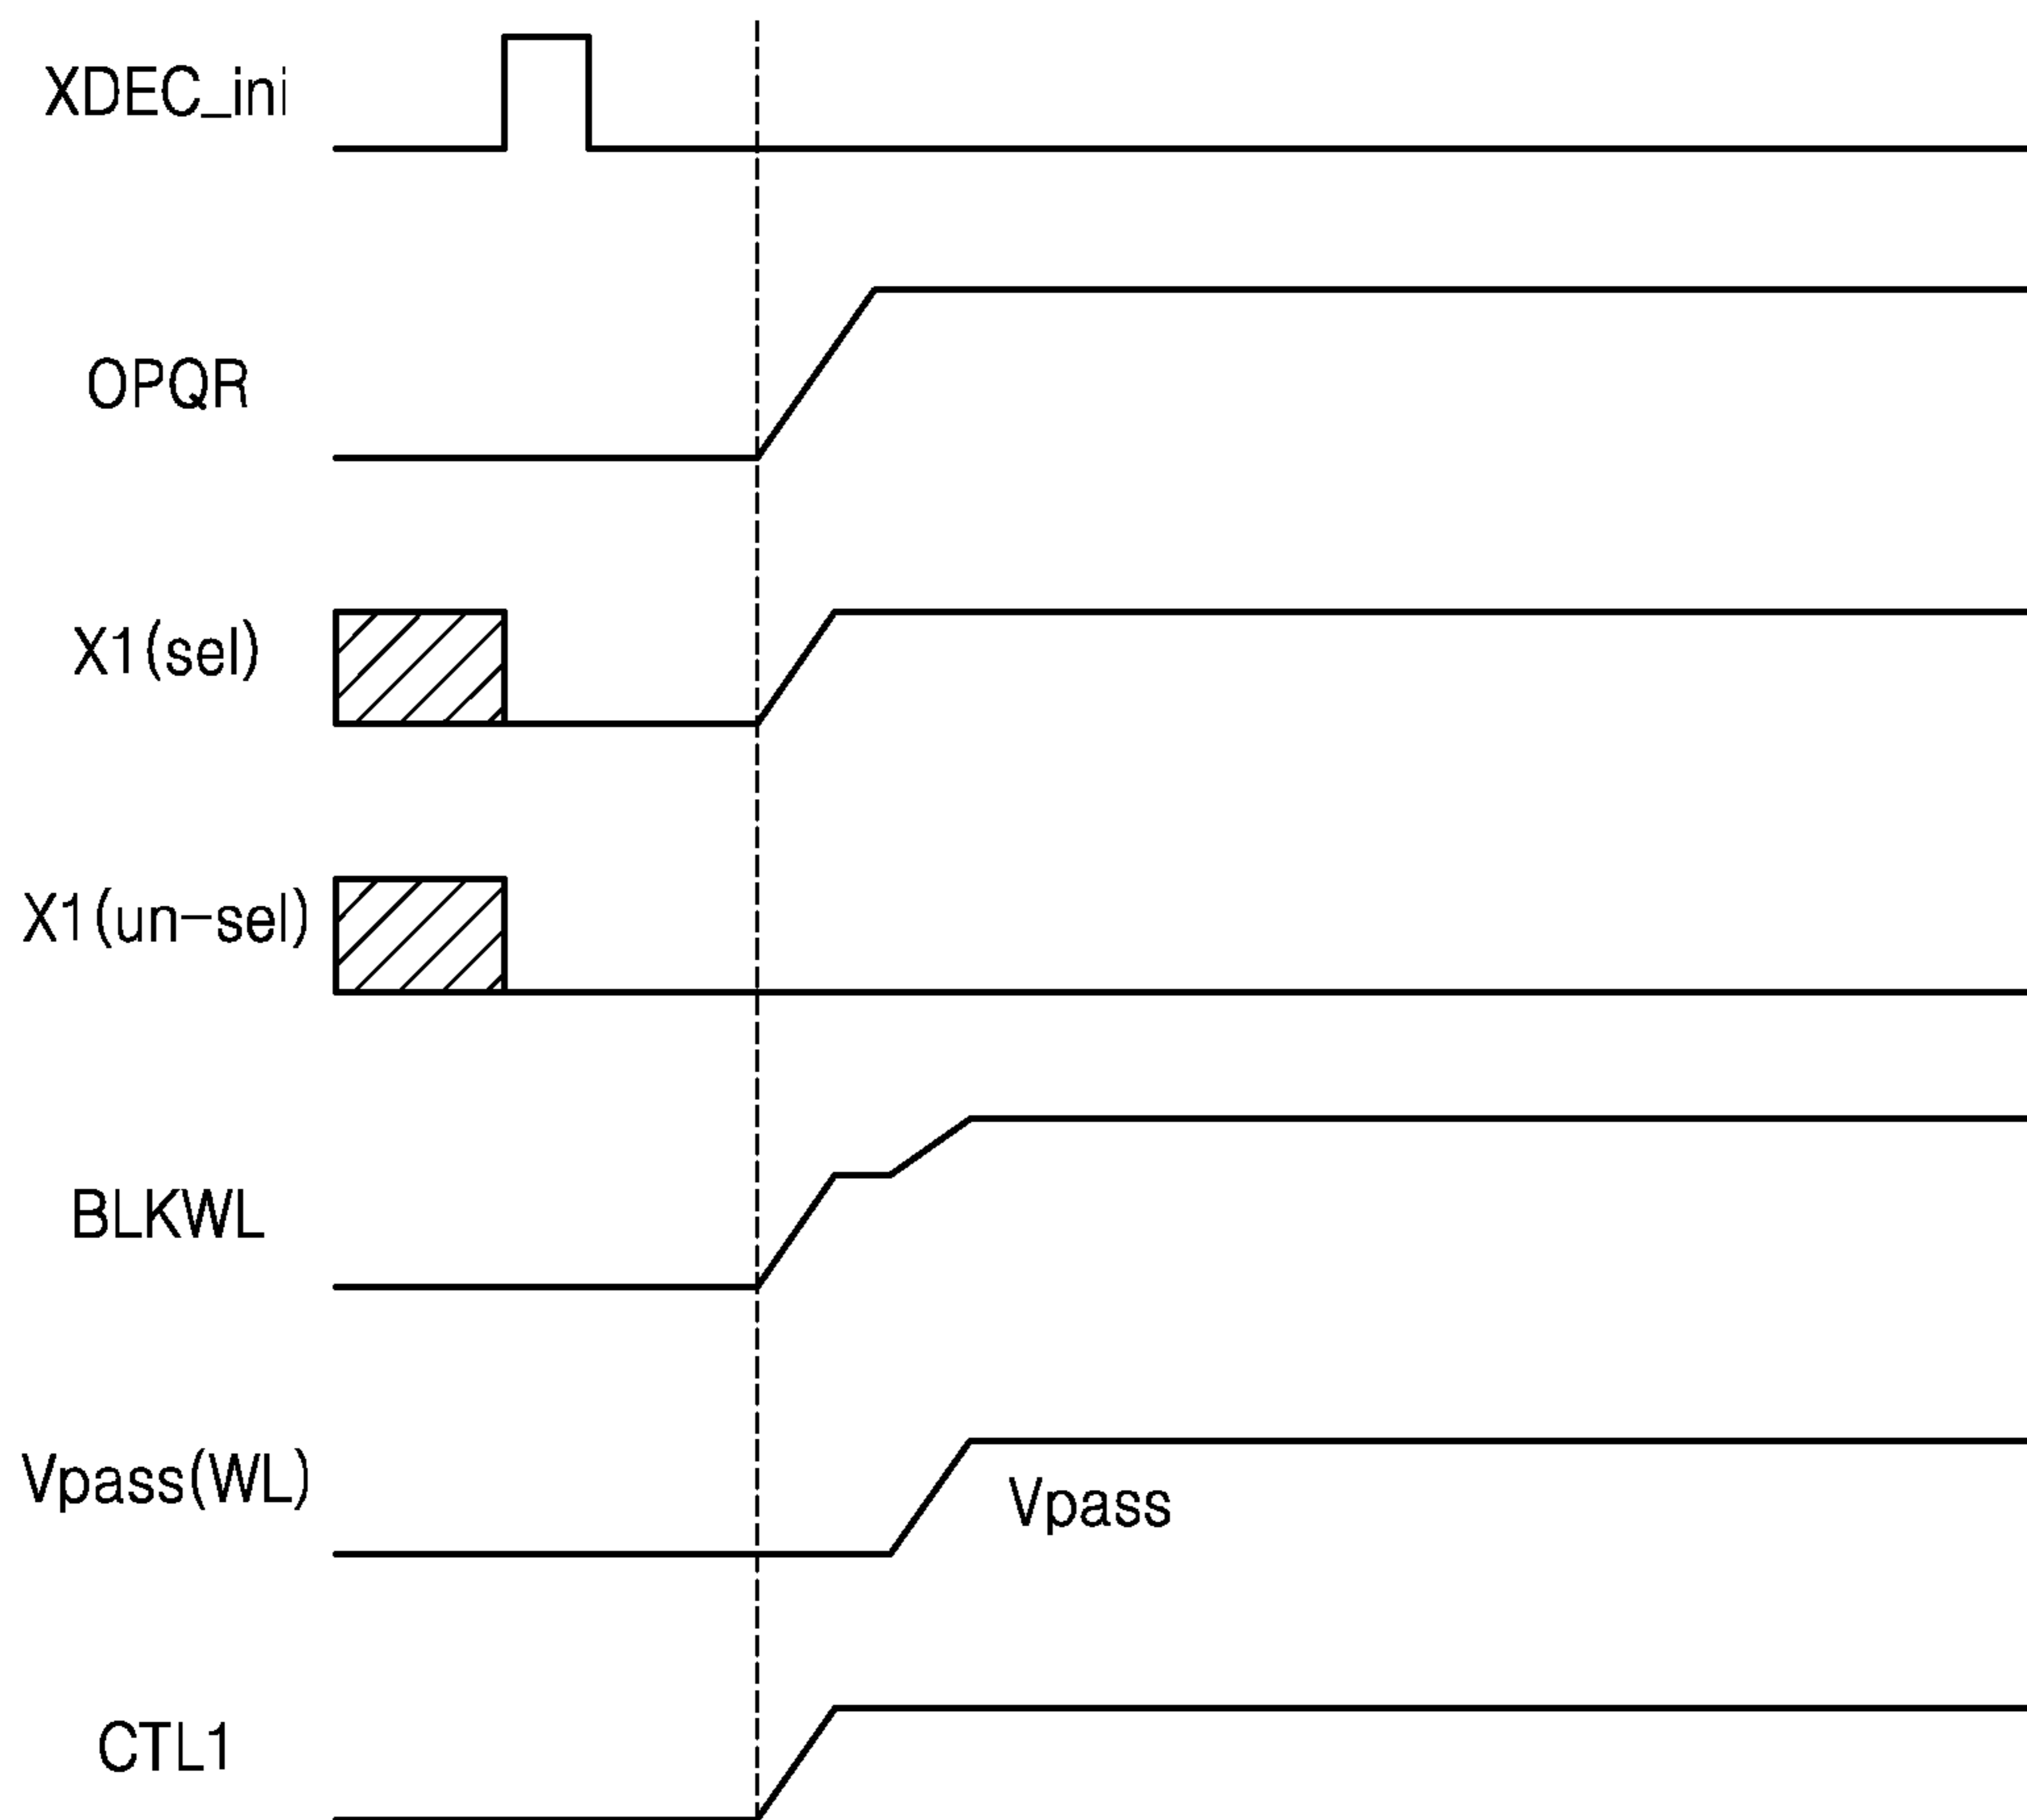 XDEC_ini
OPQR
X1(sel)
X1(un-sel)
BLKWL
Vpass(WL)
Vpass
CTL1